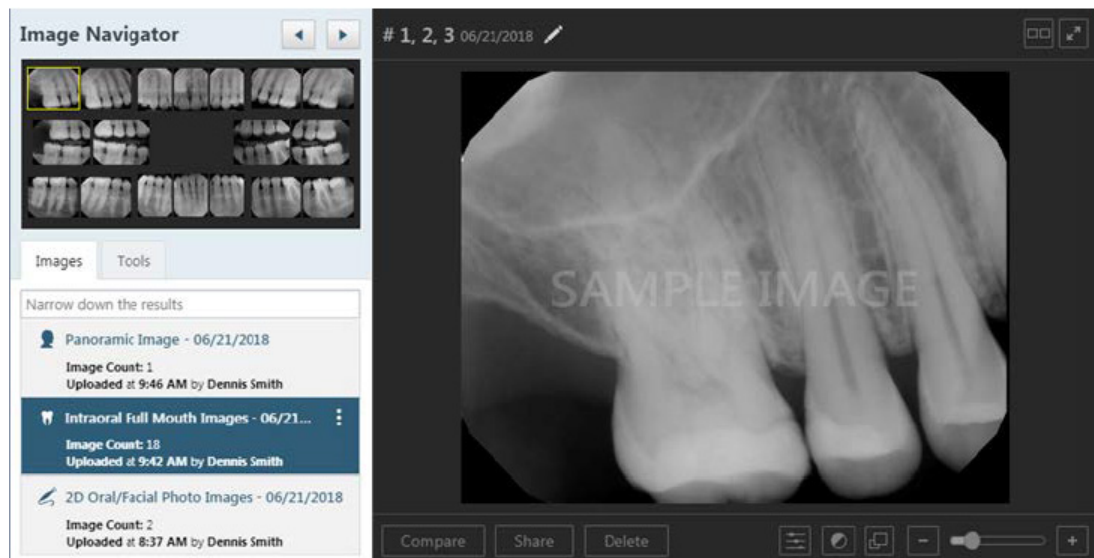 Image Navigator
# 1, 2, 3 06/21/2018
SAMPLE IMAGE
Images
Tools
Narrow down the results
Panoramic Image - 06/21/2018
Image Count: 1
Uploaded at 9:46 AM by Dennis Smith
Intraoral Full Mouth Images - 06/21...
Image Count: 18
Uploaded at 9:42 AM by Dennis Smith
2D Oral/Facial Photo Images - 06/21/2018
Image Count: 2
Uploaded at 8:37 AM by Dennis Smith
Compare
Share
Delete